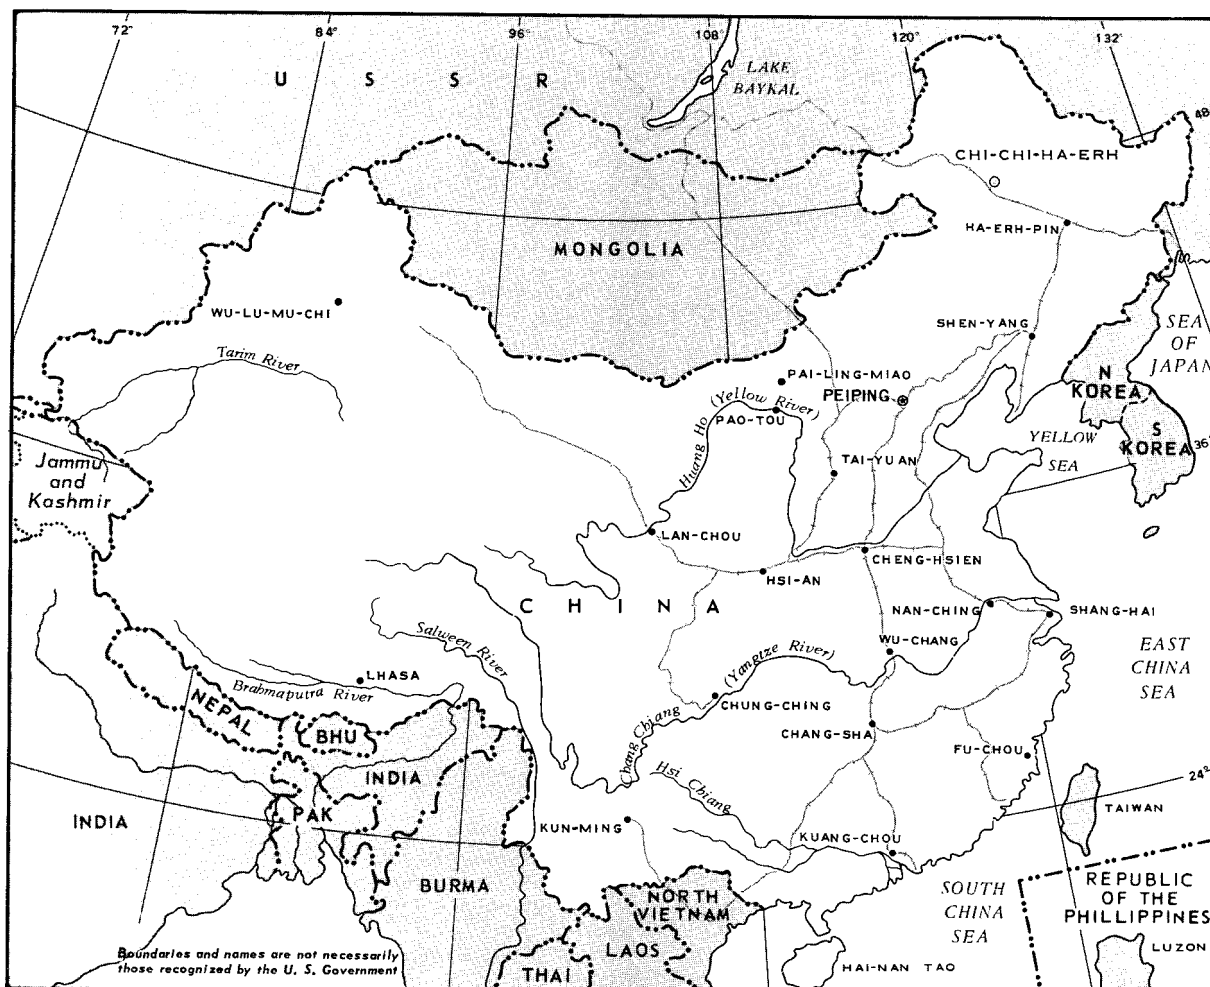 72°
84°
96°
108°
120°
132°
U S S R
LAKE
BAYKAL
48
CHI-CHI-HA-ERH
HA-ERH-PIN
MONGOLIA
WU-LU-MU-CHI
SHEN-YANG
SEA
OF
JAPAN
Tarim River
PAI-LING-MIAO
PEIPING
N
KOREA
Huang Ho (Yellow River)
PAO-TOU
S
KOREA
36
YELLOW
SEA
TAI-YUAN
Jammu
and
Kashmir
LAN-CHOU
CHENG-HSIEN
HSI-AN
CHINA
NAN-CHING
SHANG-HAI
Salween River
WU-CHANG
EAST
CHINA
SEA
LHASA
Brahmaputra River
NEPAL
BHU
Chang Chiang (Yangtze River)
CHUNG-CHING
CHANG-SHA
FU-CHOU
INDIA
Hsi Chiang
24°
PAK
INDIA
KUN-MING
KUANG-CHOU
TAIWAN
BURMA
NORTH
VIETNAM
SOUTH
CHINA
SEA
REPUBLIC
OF THE
PHILLIPPINES
LAOS
LUZON
Boundaries and names are not necessarily
those recognized by the U. S. Government
THAI
HAI-NAN TAO